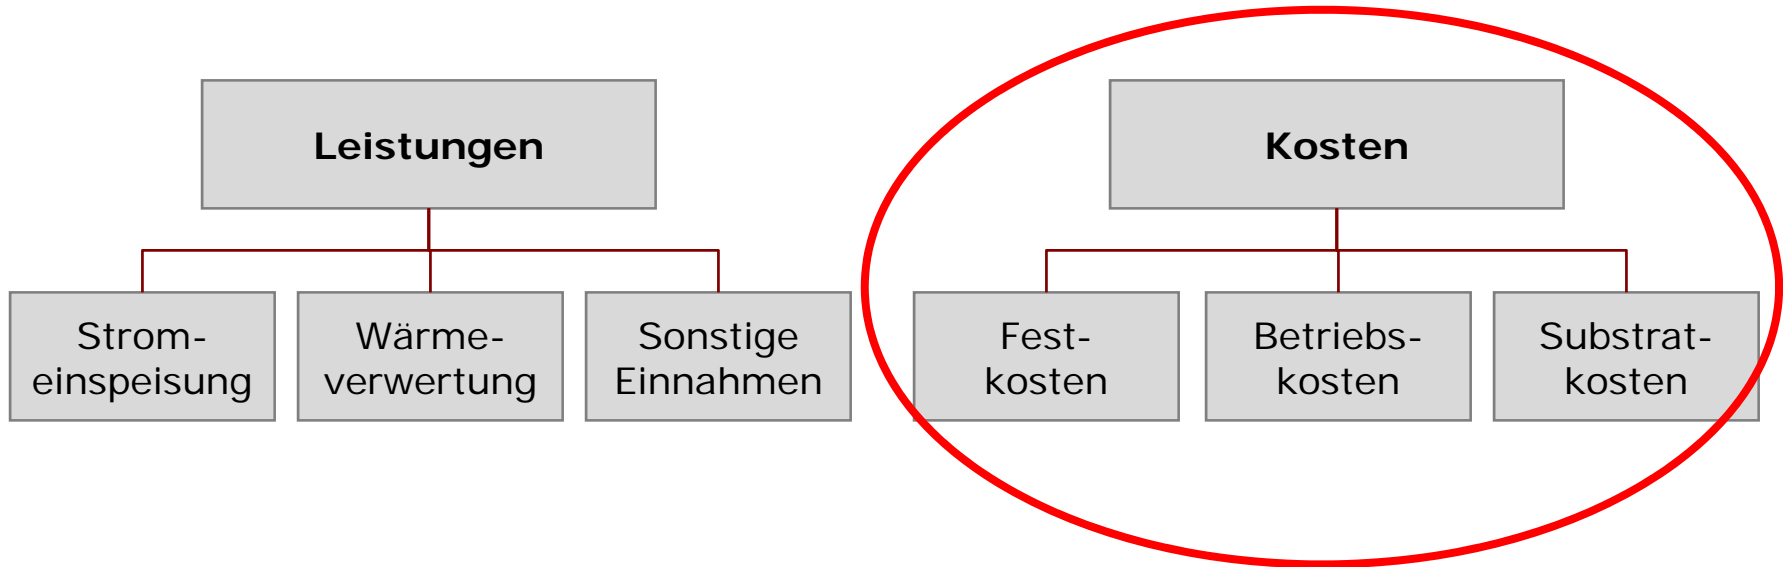 Leistungen
Kosten
Strom-
einspeisung
Wärme-
verwertung
Sonstige
Einnahmen
Fest-
kosten
Betriebs-
kosten
Substrat-
kosten